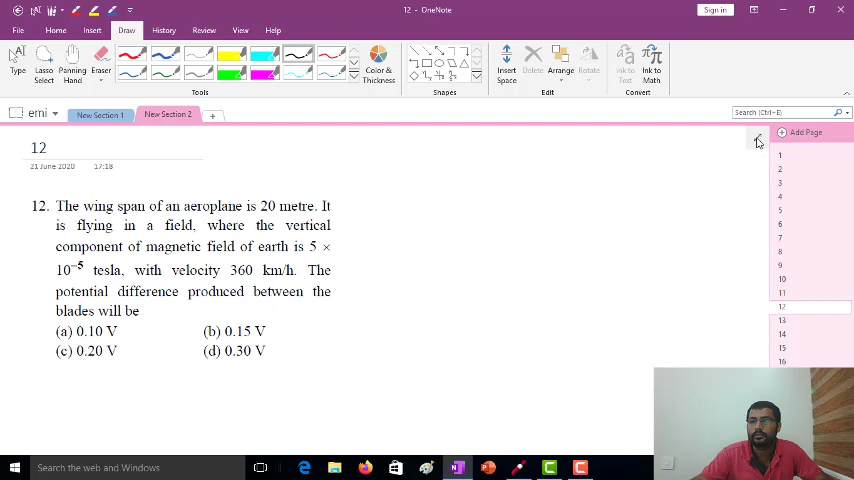 12 - OneNote
Sign in
File Home Insert Draw History Review View Help
Type
Lasso Select
Panning Hand
Eraser
Color & Thickness
Insert Space
Delete
Arrange
Rotate
Ink to Text
Ink to Math
Tools
Shapes
Edit
Convert
emi
New Section 1
New Section 2
Search (Ctrl+E)
12
21 June 2020 17:18
Add Page
1
2
3
4
5
6
7
8
9
10
11
12
13
14
15
16
12. The wing span of an aeroplane is 20 metre. It
is flying in a field, where the vertical
component of magnetic field of earth is 5 ×
10⁻⁵ tesla, with velocity 360 km/h. The
potential difference produced between the
blades will be
(a) 0.10 V (b) 0.15 V
(c) 0.20 V (d) 0.30 V
Search the web and Windows